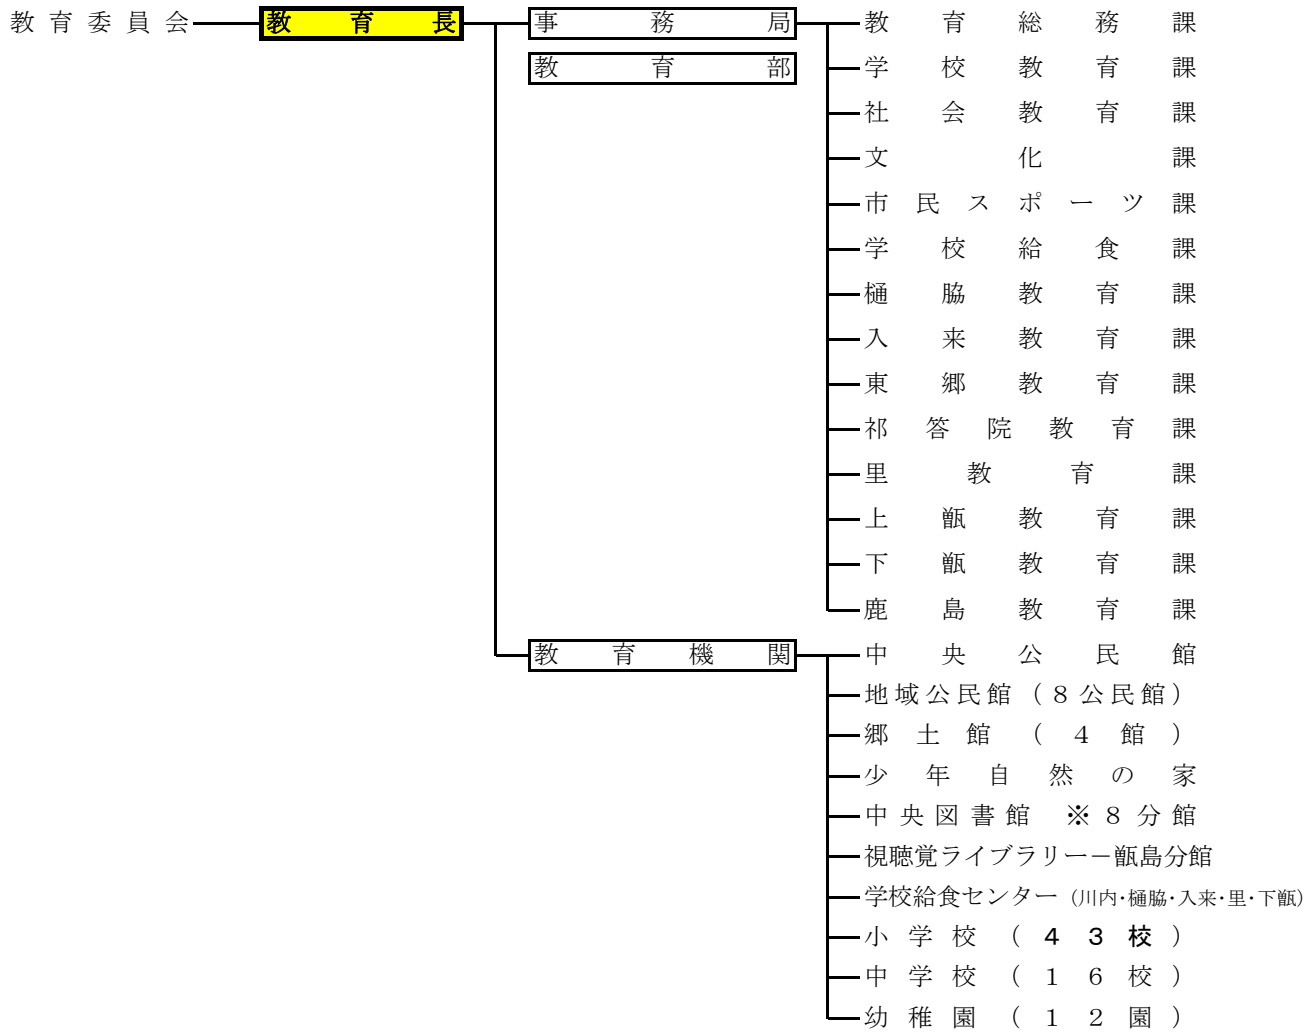 教育委員会 教育長 事務局 教育総務課
教育部 学校教育課
社会教育課
文化課
市民スポーツ課
学校給食課
樋脇教育課
入来教育課
東郷教育課
祁答院教育課
里教育課
上甑教育課
下甑教育課
鹿島教育課
教育機関 中央公民館
地域公民館（８公民館）
郷土館（４館）
少年自然の家
中央図書館 ※８分館
視聴覚ライブラリー－甑島分館
学校給食センター（川内・樋脇・入来・里・下甑）
小学校（４３校）
中学校（１６校）
幼稚園（１２園）